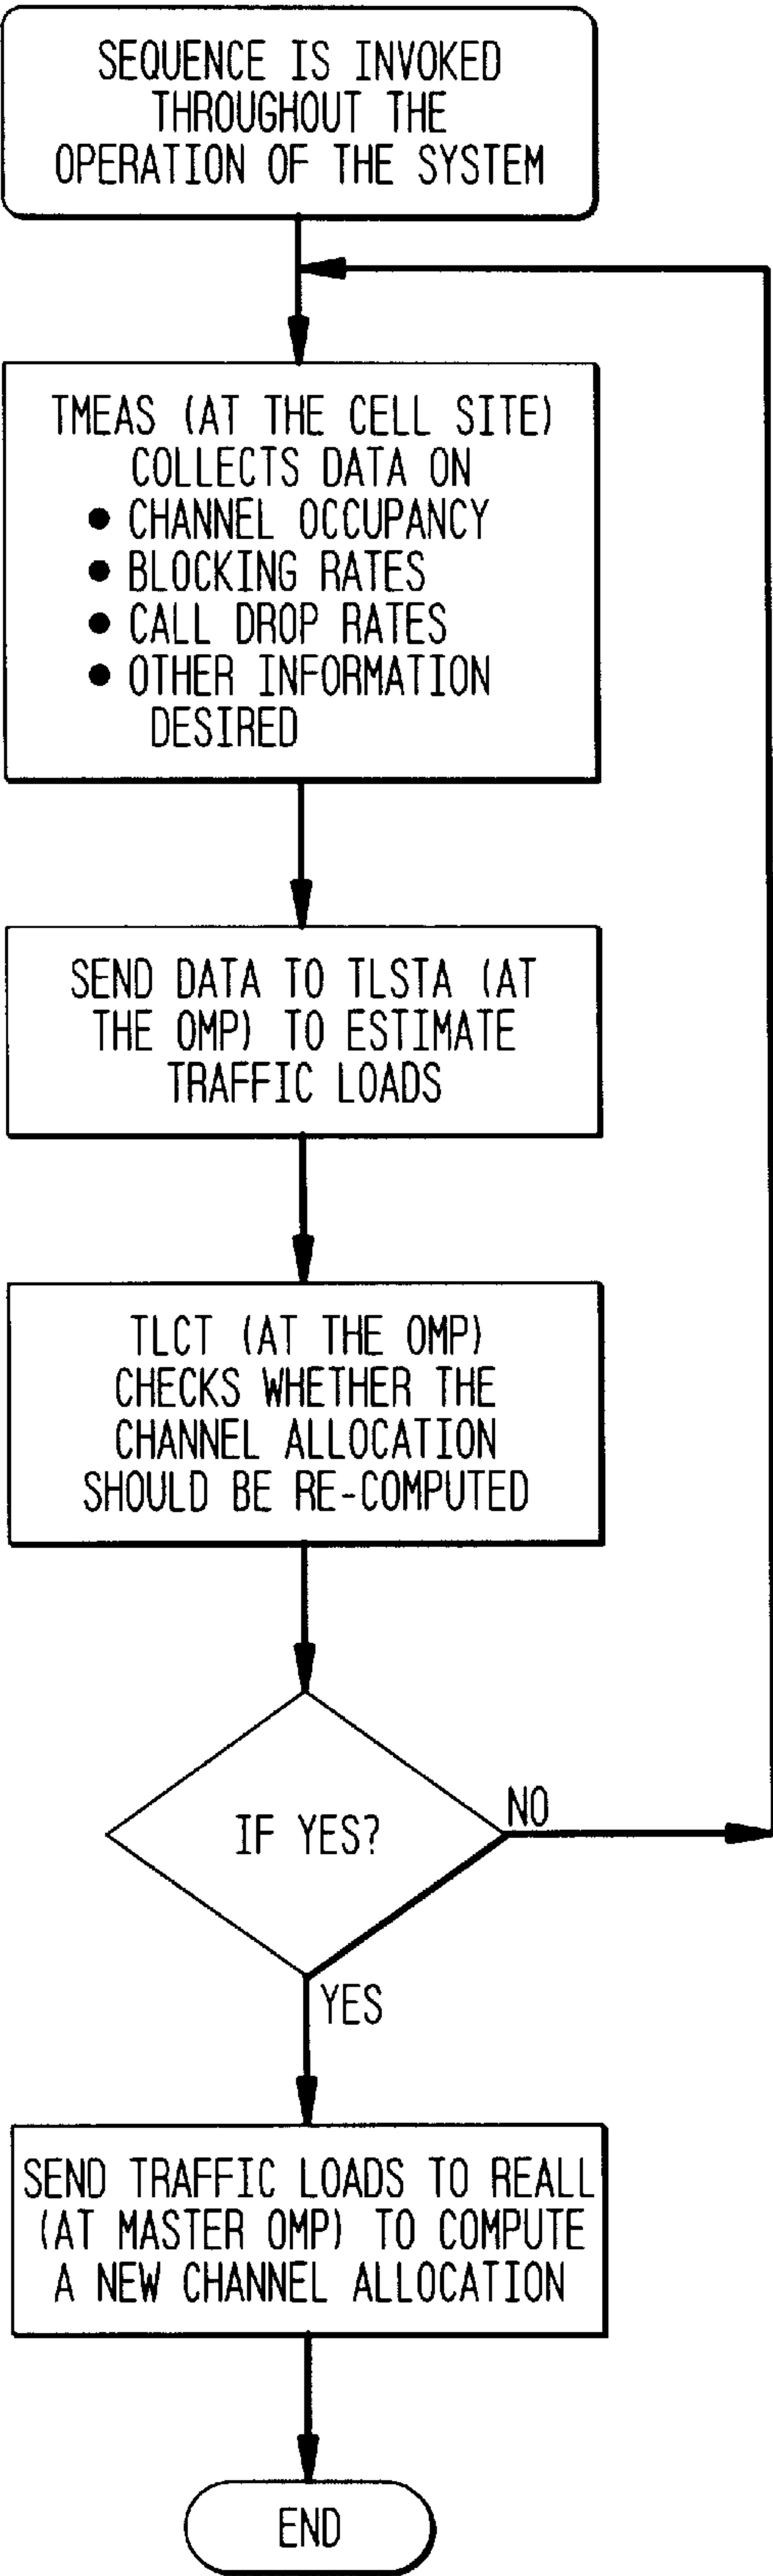 SEQUENCE IS INVOKED
THROUGHOUT THE
OPERATION OF THE SYSTEM
TMEAS (AT THE CELL SITE)
COLLECTS DATA ON
● CHANNEL OCCUPANCY
● BLOCKING RATES
● CALL DROP RATES
● OTHER INFORMATION
DESIRED
SEND DATA TO TLSTA (AT
THE OMP) TO ESTIMATE
TRAFFIC LOADS
TLCT (AT THE OMP)
CHECKS WHETHER THE
CHANNEL ALLOCATION
SHOULD BE RE-COMPUTED
IF YES?
NO
YES
SEND TRAFFIC LOADS TO REALL
(AT MASTER OMP) TO COMPUTE
A NEW CHANNEL ALLOCATION
END